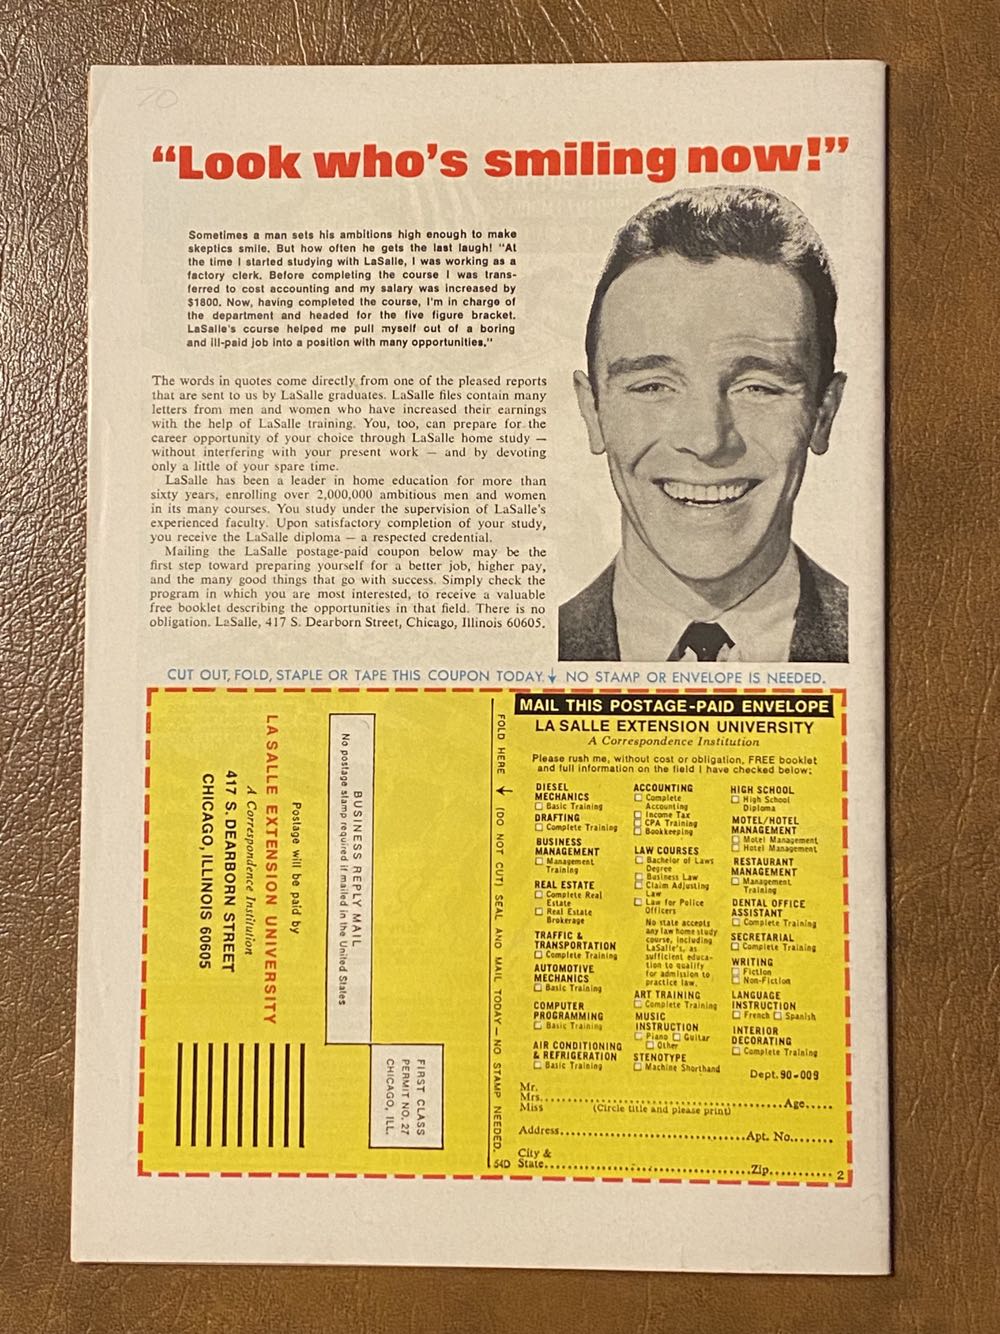 70
“Look who’s smiling now!”
Sometimes a man sets his ambitions high enough to make
skeptics smile. But how often he gets the last laugh! "At
the time I started studying with LaSalle, I was working as a
factory clerk. Before completing the course I was trans-
ferred to cost accounting and my salary was increased by
$1800. Now, having completed the course, I'm in charge of
the department and headed for the five figure bracket.
LaSalle's course helped me pull myself out of a boring
and ill-paid job into a position with many opportunities."
The words in quotes come directly from one of the pleased reports
that are sent to us by LaSalle graduates. LaSalle files contain many
letters from men and women who have increased their earnings
with the help of LaSalle training. You, too, can prepare for the
career opportunity of your choice through LaSalle home study —
without interfering with your present work — and by devoting
only a little of your spare time.
LaSalle has been a leader in home education for more than
sixty years, enrolling over 2,000,000 ambitious men and women
in its many courses. You study under the supervision of LaSalle's
experienced faculty. Upon satisfactory completion of your study,
you receive the LaSalle diploma — a respected credential.
Mailing the LaSalle postage-paid coupon below may be the
first step toward preparing yourself for a better job, higher pay,
and the many good things that go with success. Simply check the
program in which you are most interested, to receive a valuable
free booklet describing the opportunities in that field. There is no
obligation. LaSalle, 417 S. Dearborn Street, Chicago, Illinois 60605.
CUT OUT, FOLD, STAPLE OR TAPE THIS COUPON TODAY. ↓ NO STAMP OR ENVELOPE IS NEEDED.
FIRST CLASS
PERMIT NO. 27
CHICAGO, ILL.
BUSINESS REPLY MAIL
No postage stamp required if mailed in the United States
Postage will be paid by
LA SALLE EXTENSION UNIVERSITY
A Correspondence Institution
417 S. DEARBORN STREET
CHICAGO, ILLINOIS 60605
FOLD HERE → (DO NOT CUT) SEAL AND MAIL TODAY — NO STAMP NEEDED.
54D
MAIL THIS POSTAGE-PAID ENVELOPE
LA SALLE EXTENSION UNIVERSITY
A Correspondence Institution
Please rush me, without cost or obligation, FREE booklet
and full information on the field I have checked below:
DIESEL
MECHANICS
☐ Basic Training
DRAFTING
☐ Complete Training
BUSINESS
MANAGEMENT
☐ Management
Training
REAL ESTATE
☐ Complete Real
Estate
☐ Real Estate
Brokerage
TRAFFIC &
TRANSPORTATION
☐ Complete Training
AUTOMOTIVE
MECHANICS
☐ Basic Training
COMPUTER
PROGRAMMING
☐ Basic Training
AIR CONDITIONING
& REFRIGERATION
☐ Basic Training
ACCOUNTING
☐ Complete
Accounting
☐ Income Tax
☐ CPA Training
☐ Bookkeeping
LAW COURSES
☐ Bachelor of Laws
Degree
☐ Business Law
☐ Claim Adjusting
Law
☐ Law for Police
Officers
No state accepts
any law home study
course, including
LaSalle's, as
sufficient educa-
tion to qualify
for admission to
practice law.
ART TRAINING
☐ Complete Training
MUSIC
INSTRUCTION
☐ Piano ☐ Guitar
☐ Other
STENOTYPE
☐ Machine Shorthand
HIGH SCHOOL
☐ High School
Diploma
MOTEL/HOTEL
MANAGEMENT
☐ Motel Management
☐ Hotel Management
RESTAURANT
MANAGEMENT
☐ Management
Training
DENTAL OFFICE
ASSISTANT
☐ Complete Training
SECRETARIAL
☐ Complete Training
WRITING
☐ Fiction
☐ Non-Fiction
LANGUAGE
INSTRUCTION
☐ French ☐ Spanish
INTERIOR
DECORATING
☐ Complete Training
Dept. 90-009
Mr.
Mrs. Age
Miss (Circle title and please print)
Address Apt. No.
City &
State Zip
2